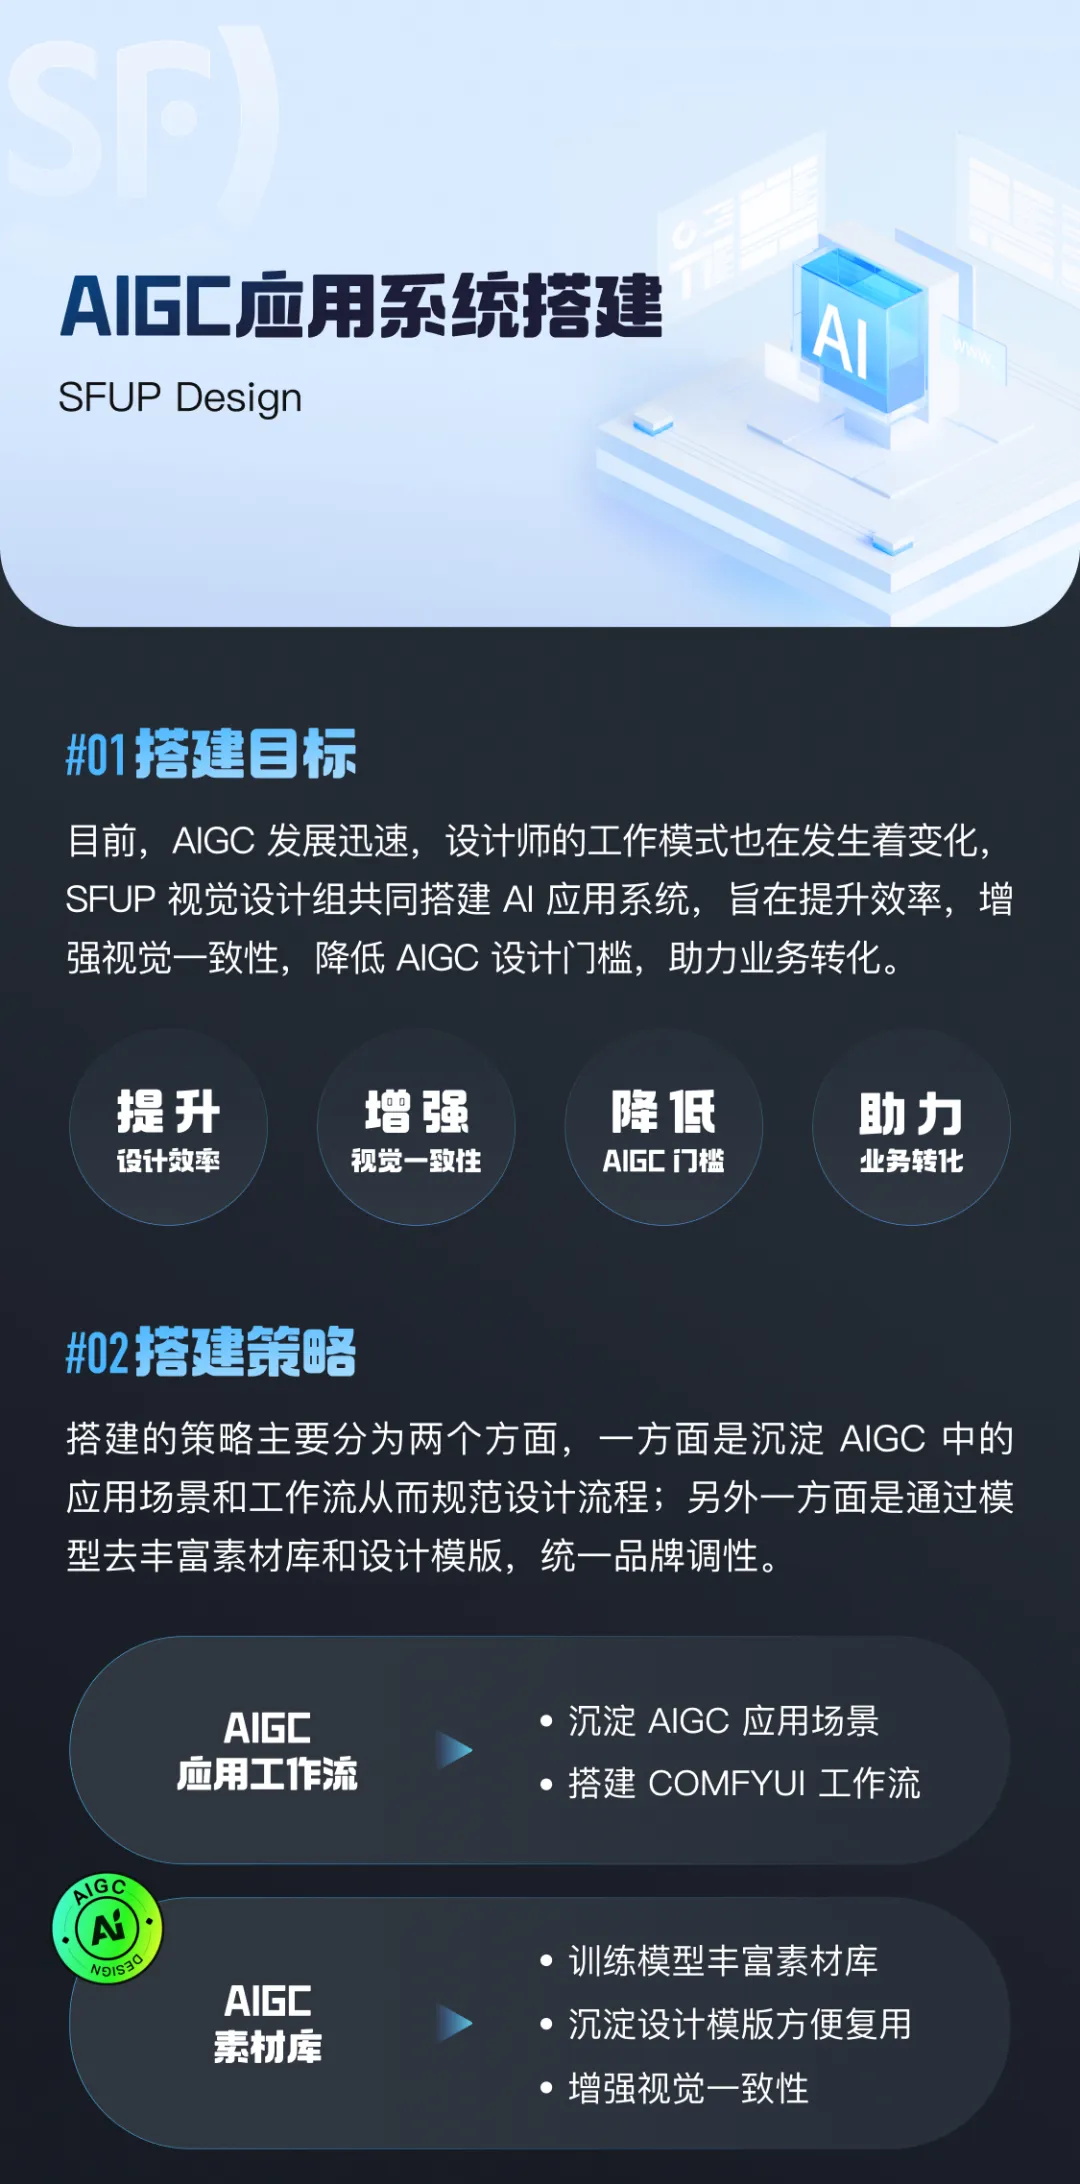 SF
AIGC应用系统搭建
SFUP Design
AI
www.
#01 搭建目标
目前，AIGC 发展迅速，设计师的工作模式也在发生着变化，
SFUP 视觉设计组共同搭建 AI 应用系统，旨在提升效率，增
强视觉一致性，降低 AIGC 设计门槛，助力业务转化。
提升
设计效率
增强
视觉一致性
降低
AIGC 门槛
助力
业务转化
#02 搭建策略
搭建的策略主要分为两个方面，一方面是沉淀 AIGC 中的
应用场景和工作流从而规范设计流程；另外一方面是通过模
型去丰富素材库和设计模版，统一品牌调性。
AIGC
应用工作流
• 沉淀 AIGC 应用场景
• 搭建 COMFYUI 工作流
AIGC
Ai
DESIGN
AIGC
素材库
• 训练模型丰富素材库
• 沉淀设计模版方便复用
• 增强视觉一致性